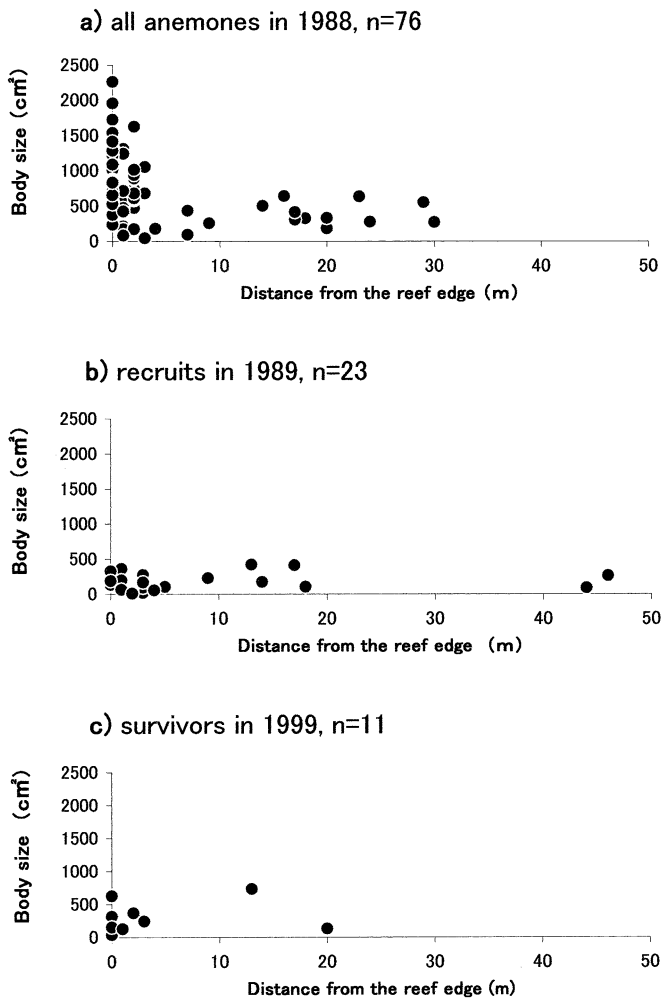 a) all anemones in 1988, n=76
Body size (cm²)
2500
2000
1500
1000
500
0
0 10 20 30 40 50
Distance from the reef edge (m)
b) recruits in 1989, n=23
Body size (cm²)
2500
2000
1500
1000
500
0
0 10 20 30 40 50
Distance from the reef edge (m)
c) survivors in 1999, n=11
Body size (cm²)
2500
2000
1500
1000
500
0
0 10 20 30 40 50
Distance from the reef edge (m)